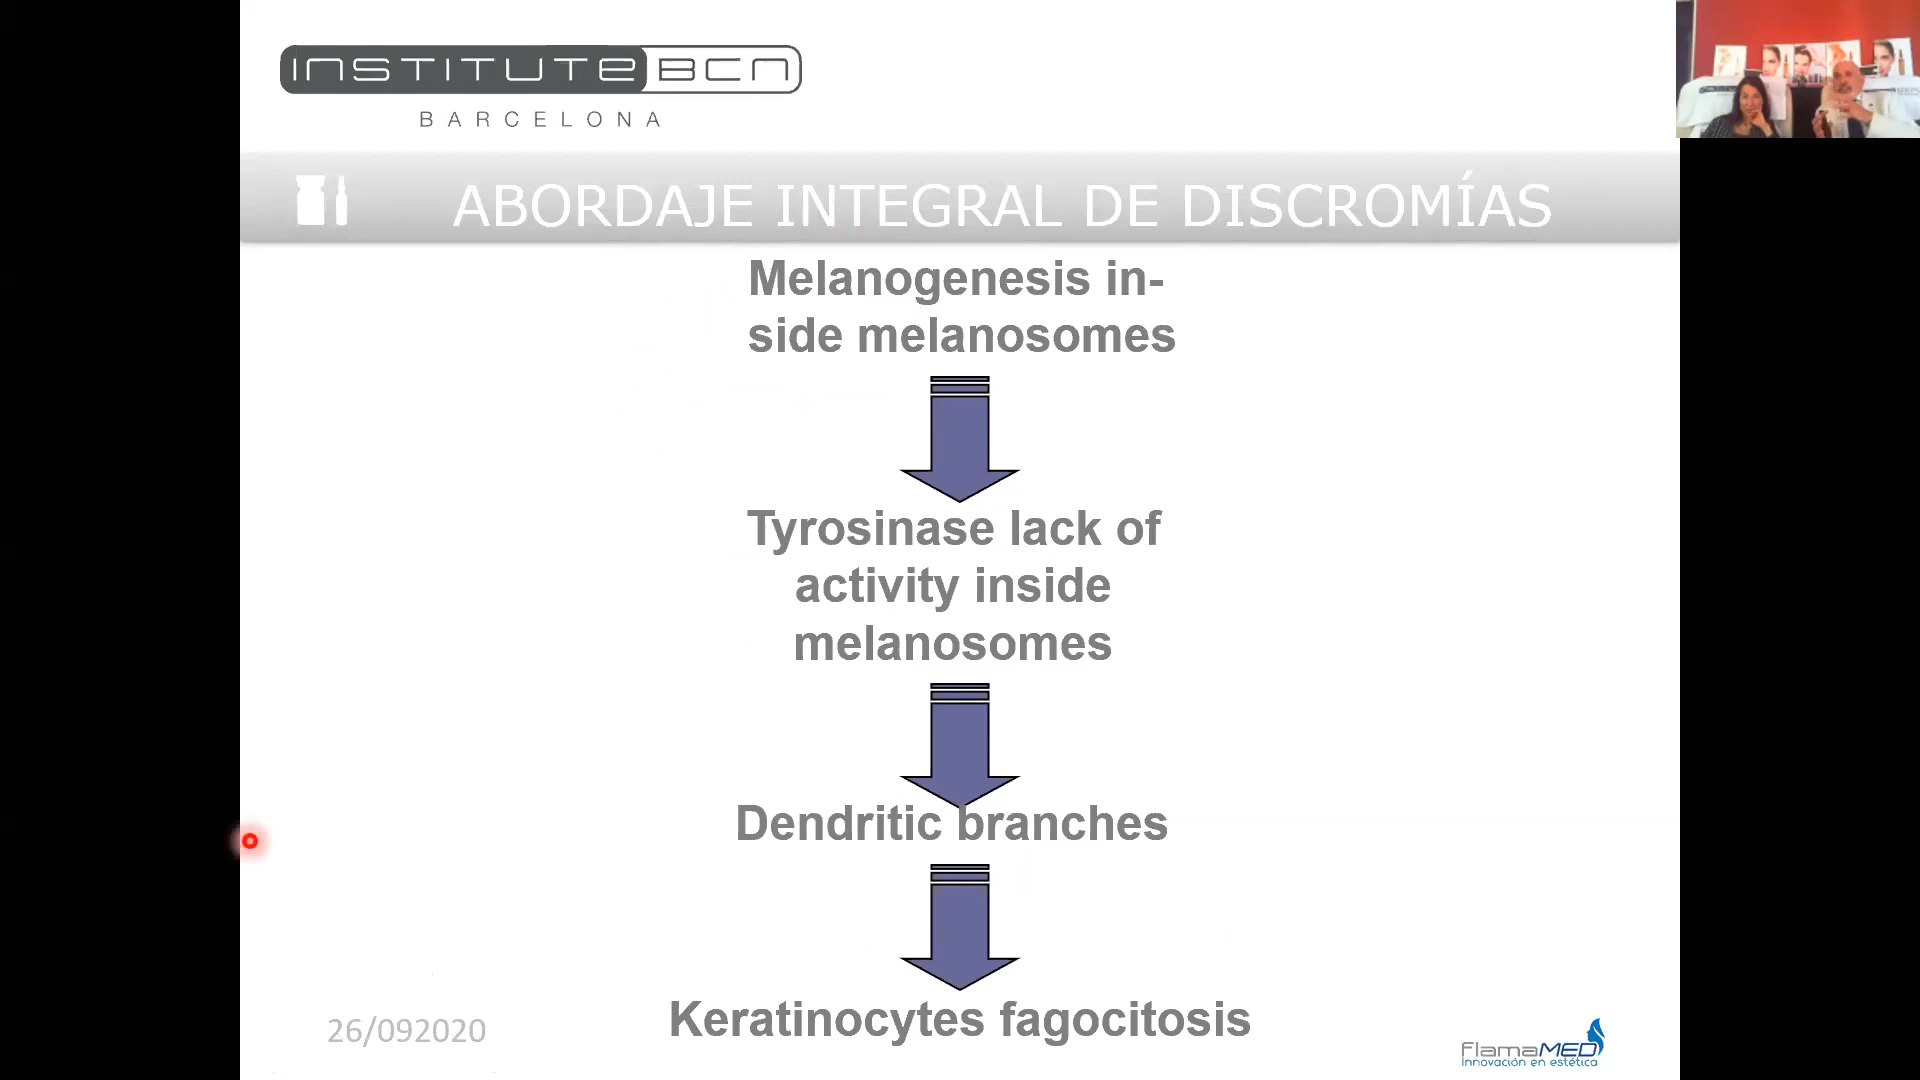 INSTITUTE BCN
BARCELONA
ABORDAJE INTEGRAL DE DISCROMÍAS
Melanogenesis in-
side melanosomes
Tyrosinase lack of
activity inside
melanosomes
Dendritic branches
Keratinocytes fagocitosis
26/092020
FlamaMED
Innovación en estética